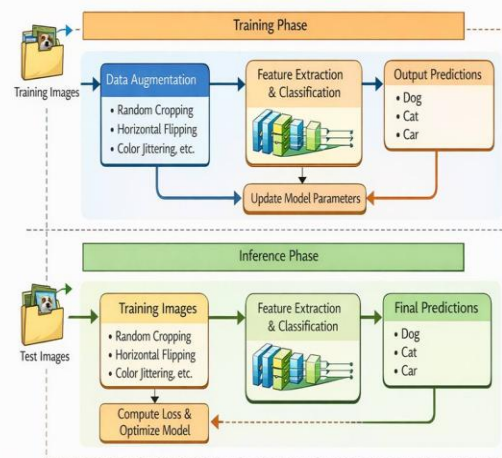 Training Phase
Training Images
Data Augmentation
• Random Cropping
• Horizontal Flipping
• Color Jittering, etc.
Feature Extraction
& Classification
Output Predictions
• Dog
• Cat
• Car
Update Model Parameters
Inference Phase
Test Images
Training Images
• Random Cropping
• Horizontal Flipping
• Color Jittering, etc.
Feature Extraction
& Classification
Final Predictions
• Dog
• Cat
• Car
Compute Loss &
Optimize Model